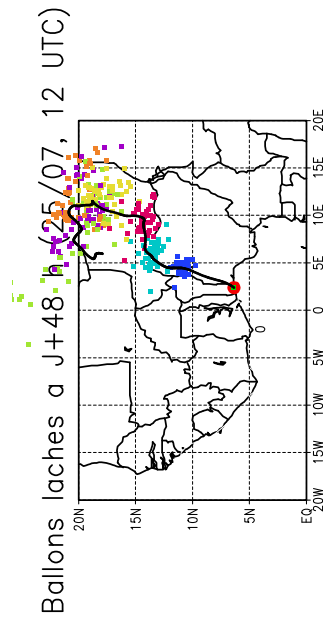 Ballons laches a J+48 h (25/07, 12 UTC)
20N
15N
10N
5N
0
EQ
20W 15W 10W 5W 0 5E 10E 15E 20E